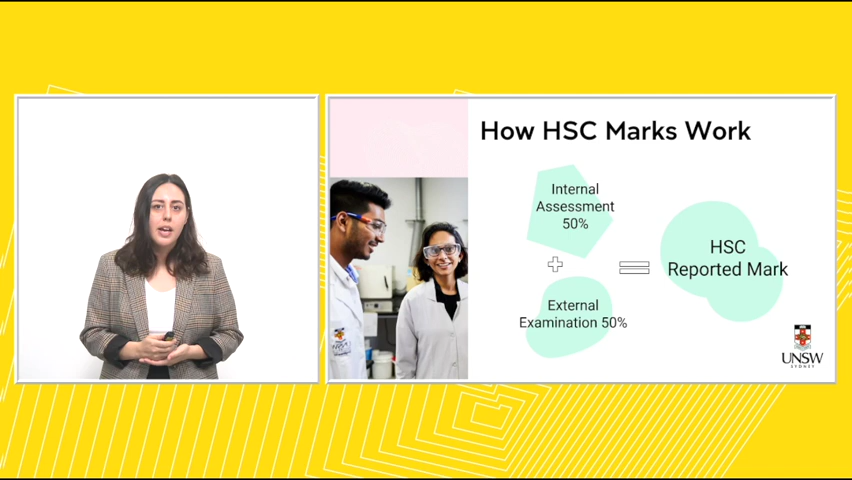 How HSC Marks Work
Internal
Assessment
50%
+
External
Examination 50%
=
HSC
Reported Mark
UNSW
SYDNEY